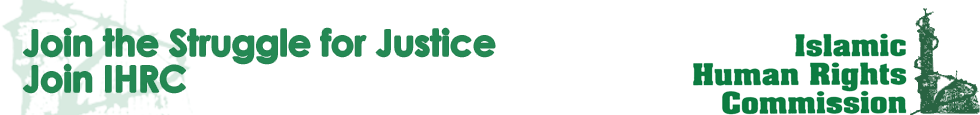 Join the Struggle for Justice
Join IHRC
Islamic
Human Rights
Commission